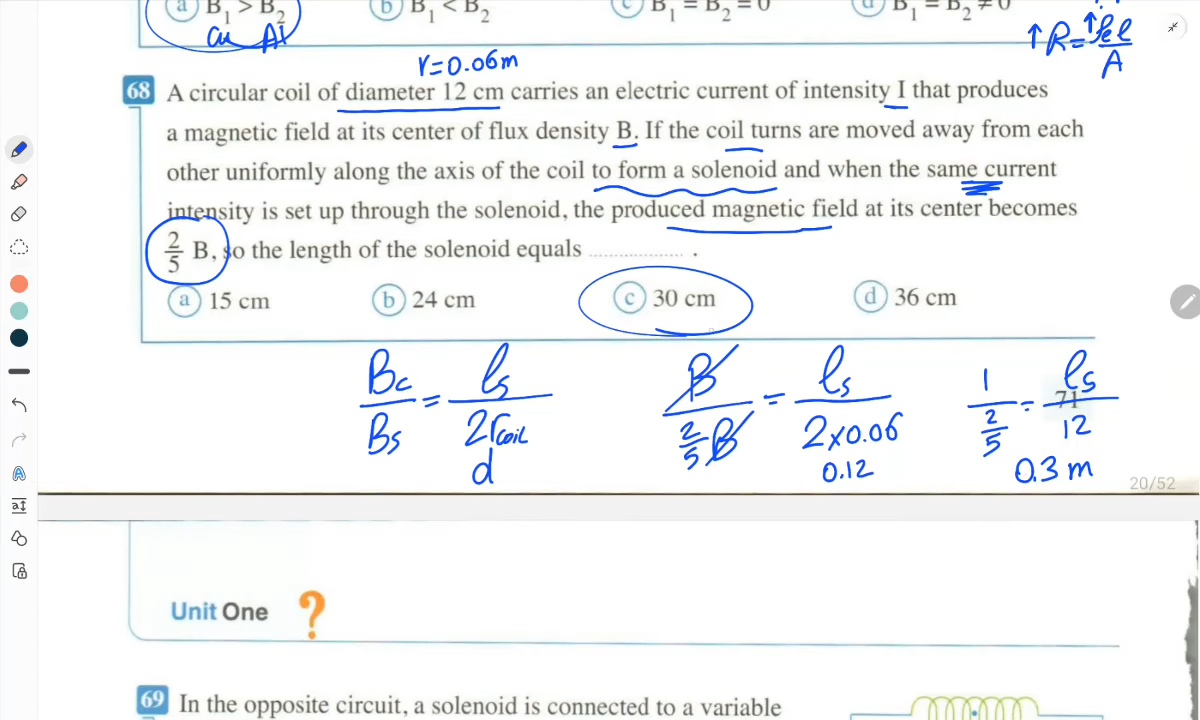 a B₁ > B₂ b B₁ < B₂ c B₁ = B₂ = 0 d B₁ = B₂ ≠ 0
Cu Al
↑ R = ↑ρe l / A
r = 0.06 m
68 A circular coil of diameter 12 cm carries an electric current of intensity I that produces
a magnetic field at its center of flux density B. If the coil turns are moved away from each
other uniformly along the axis of the coil to form a solenoid and when the same current
intensity is set up through the solenoid, the produced magnetic field at its center becomes
2/5 B, so the length of the solenoid equals .................. .
a 15 cm b 24 cm c 30 cm d 36 cm
Bc / Bs = ls / 2rcoil
d
B / 2/5 B = ls / 2×0.06
0.12
1 / 2/5 = ls / 12
0.3 m
71
20/52
Unit One ?
69 In the opposite circuit, a solenoid is connected to a variable